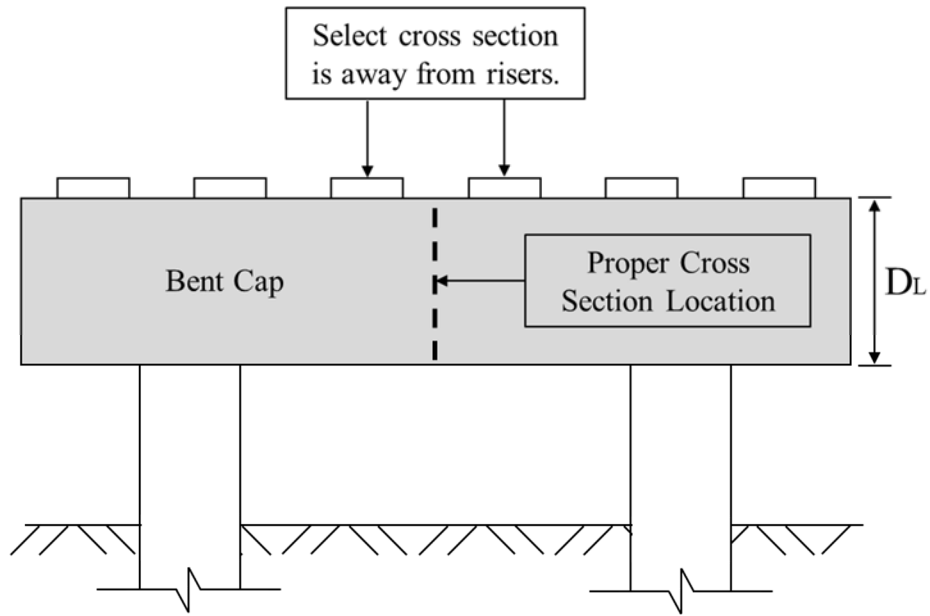 Select cross section
is away from risers.
Bent Cap
Proper Cross
Section Location
DL